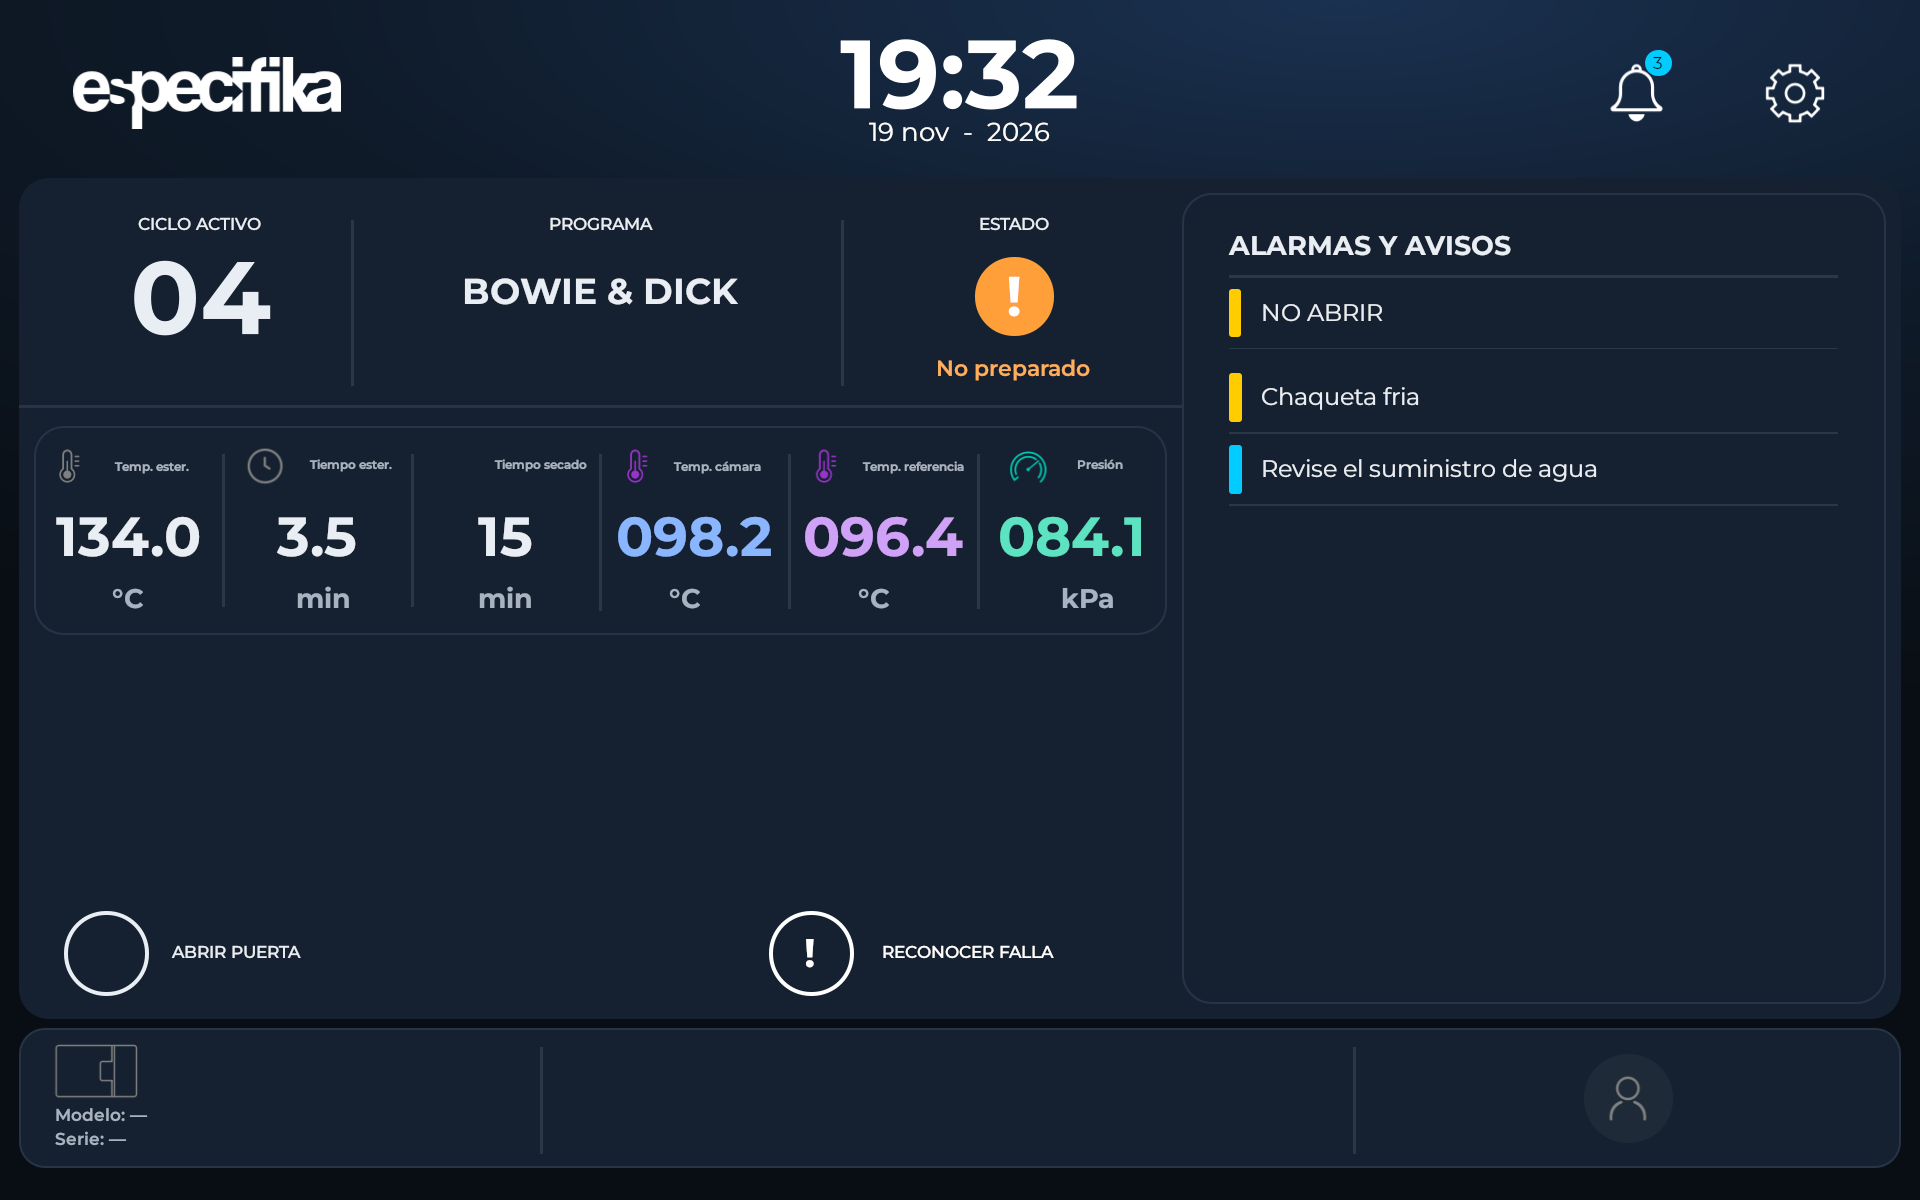 especifika
19:32
19 nov - 2026
3
CICLO ACTIVO
04
PROGRAMA
BOWIE & DICK
ESTADO
!
No preparado
Temp. ester.
134.0
°C
Tiempo ester.
3.5
min
Tiempo secado
15
min
Temp. cámara
098.2
°C
Temp. referencia
096.4
°C
Presión
084.1
kPa
ALARMAS Y AVISOS
NO ABRIR
Chaqueta fria
Revise el suministro de agua
ABRIR PUERTA
!
RECONOCER FALLA
Modelo: —
Serie: —